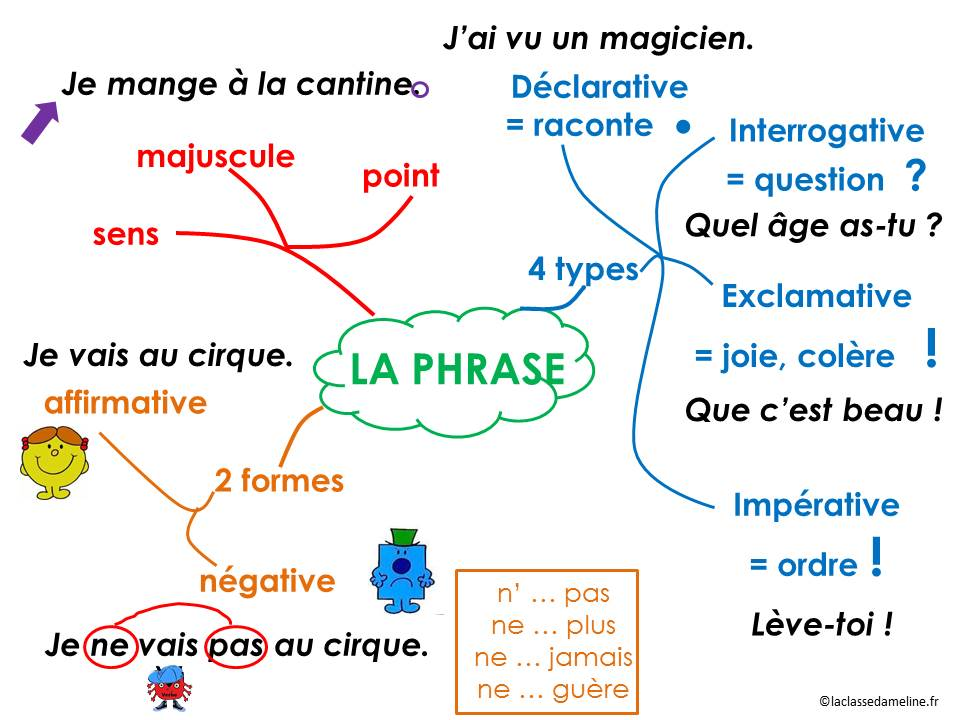 J’ai vu un magicien.
Je mange à la cantine.
Déclarative
= raconte •
majuscule
point
sens
Interrogative
= question ?
Quel âge as-tu ?
4 types
Exclamative
= joie, colère !
Que c’est beau !
LA PHRASE
Je vais au cirque.
affirmative
2 formes
négative
Je ne vais pas au cirque.
Verbe
n’ … pas
ne … plus
ne … jamais
ne … guère
Impérative
= ordre !
Lève-toi !
©laclassedameline.fr